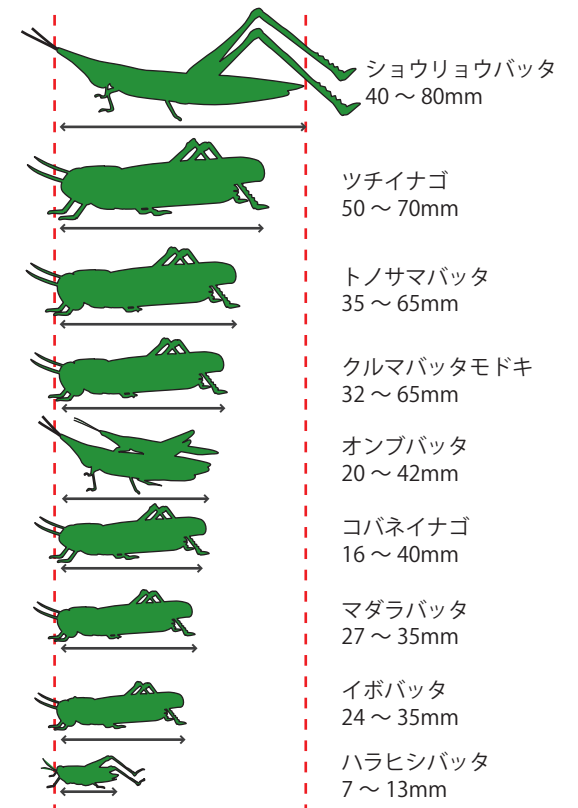 ショウリョウバッタ
40 ～ 80mm
ツチイナゴ
50 ～ 70mm
トノサマバッタ
35 ～ 65mm
クルマバッタモドキ
32 ～ 65mm
オンブバッタ
20 ～ 42mm
コバネイナゴ
16 ～ 40mm
マダラバッタ
27 ～ 35mm
イボバッタ
24 ～ 35mm
ハラヒシバッタ
7 ～ 13mm